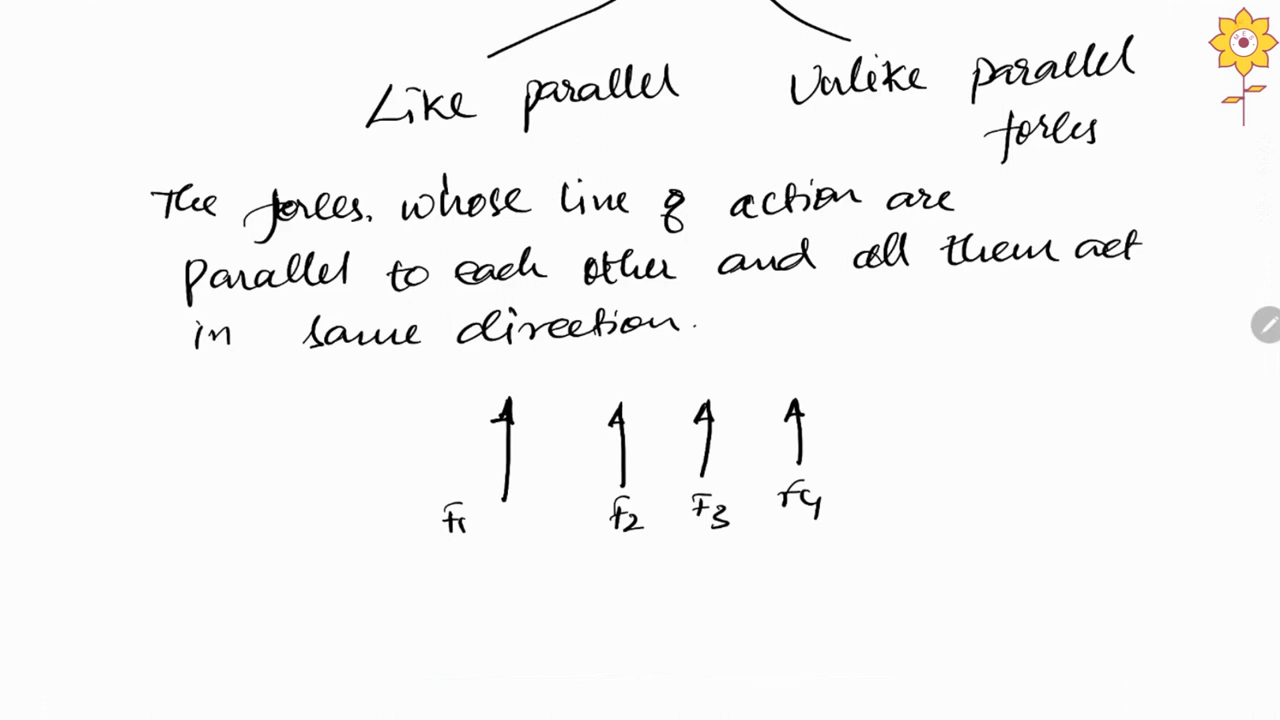 Like parallel
Unlike parallel
forces
The forces. whose line of action are
parallel to each other and all them act
in same direction.
F1 F2 F3 F4